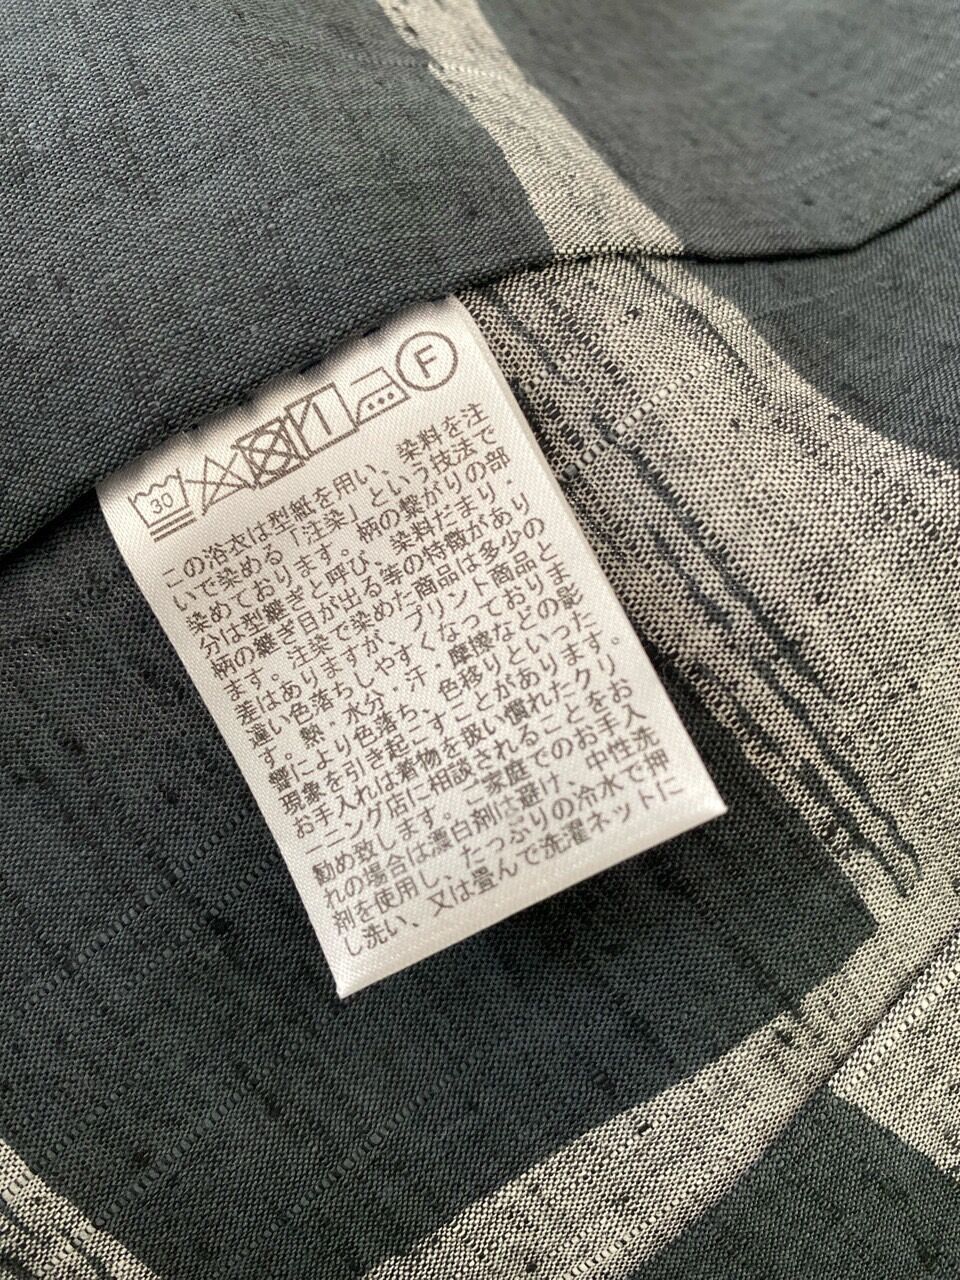 30 F
この浴衣は型紙を用い、染料を注
いで染める「注染」という技法で
染めております。柄の繋がりの部
分は型継ぎと呼び、染料だまり・
柄の継ぎ目が出る等の特徴があり
ます。注染で染めた商品は多少の
差はありますが、プリント商品と
違い色落ちしやすくなっておりま
す。熱・水分・汗・摩擦などの影
響により色落ち、色移りといった
現象を引き起こすことがあります。
お手入れは着物を扱い慣れたクリ
ーニング店に相談されることをお
勧め致します。ご家庭でのお手入
れの場合は漂白剤は避け、中性洗
剤を使用し、たっぷりの冷水で押
し洗い、又は畳んで洗濯ネットに